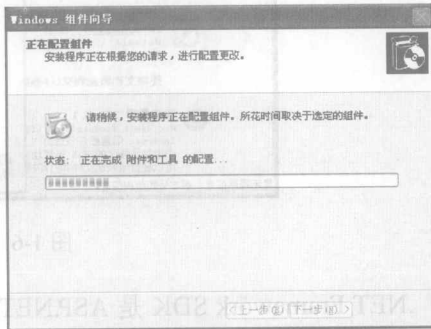 Windows 组件向导
正在配置组件
安装程序正在根据您的请求，进行配置更改。
请稍候，安装程序正在配置组件。所花时间取决于选定的组件。
状态： 正在完成 附件和工具 的配置...
<上一步(B) 下一步(N) >